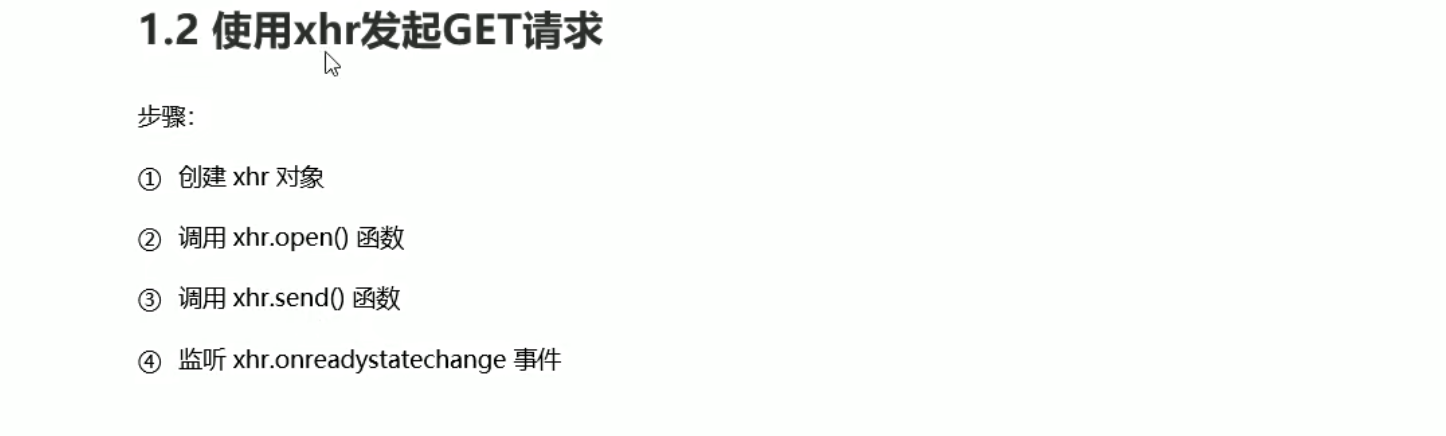 1.2 使用xhr发起GET请求
步骤：
① 创建 xhr 对象
② 调用 xhr.open() 函数
③ 调用 xhr.send() 函数
④ 监听 xhr.onreadystatechange 事件